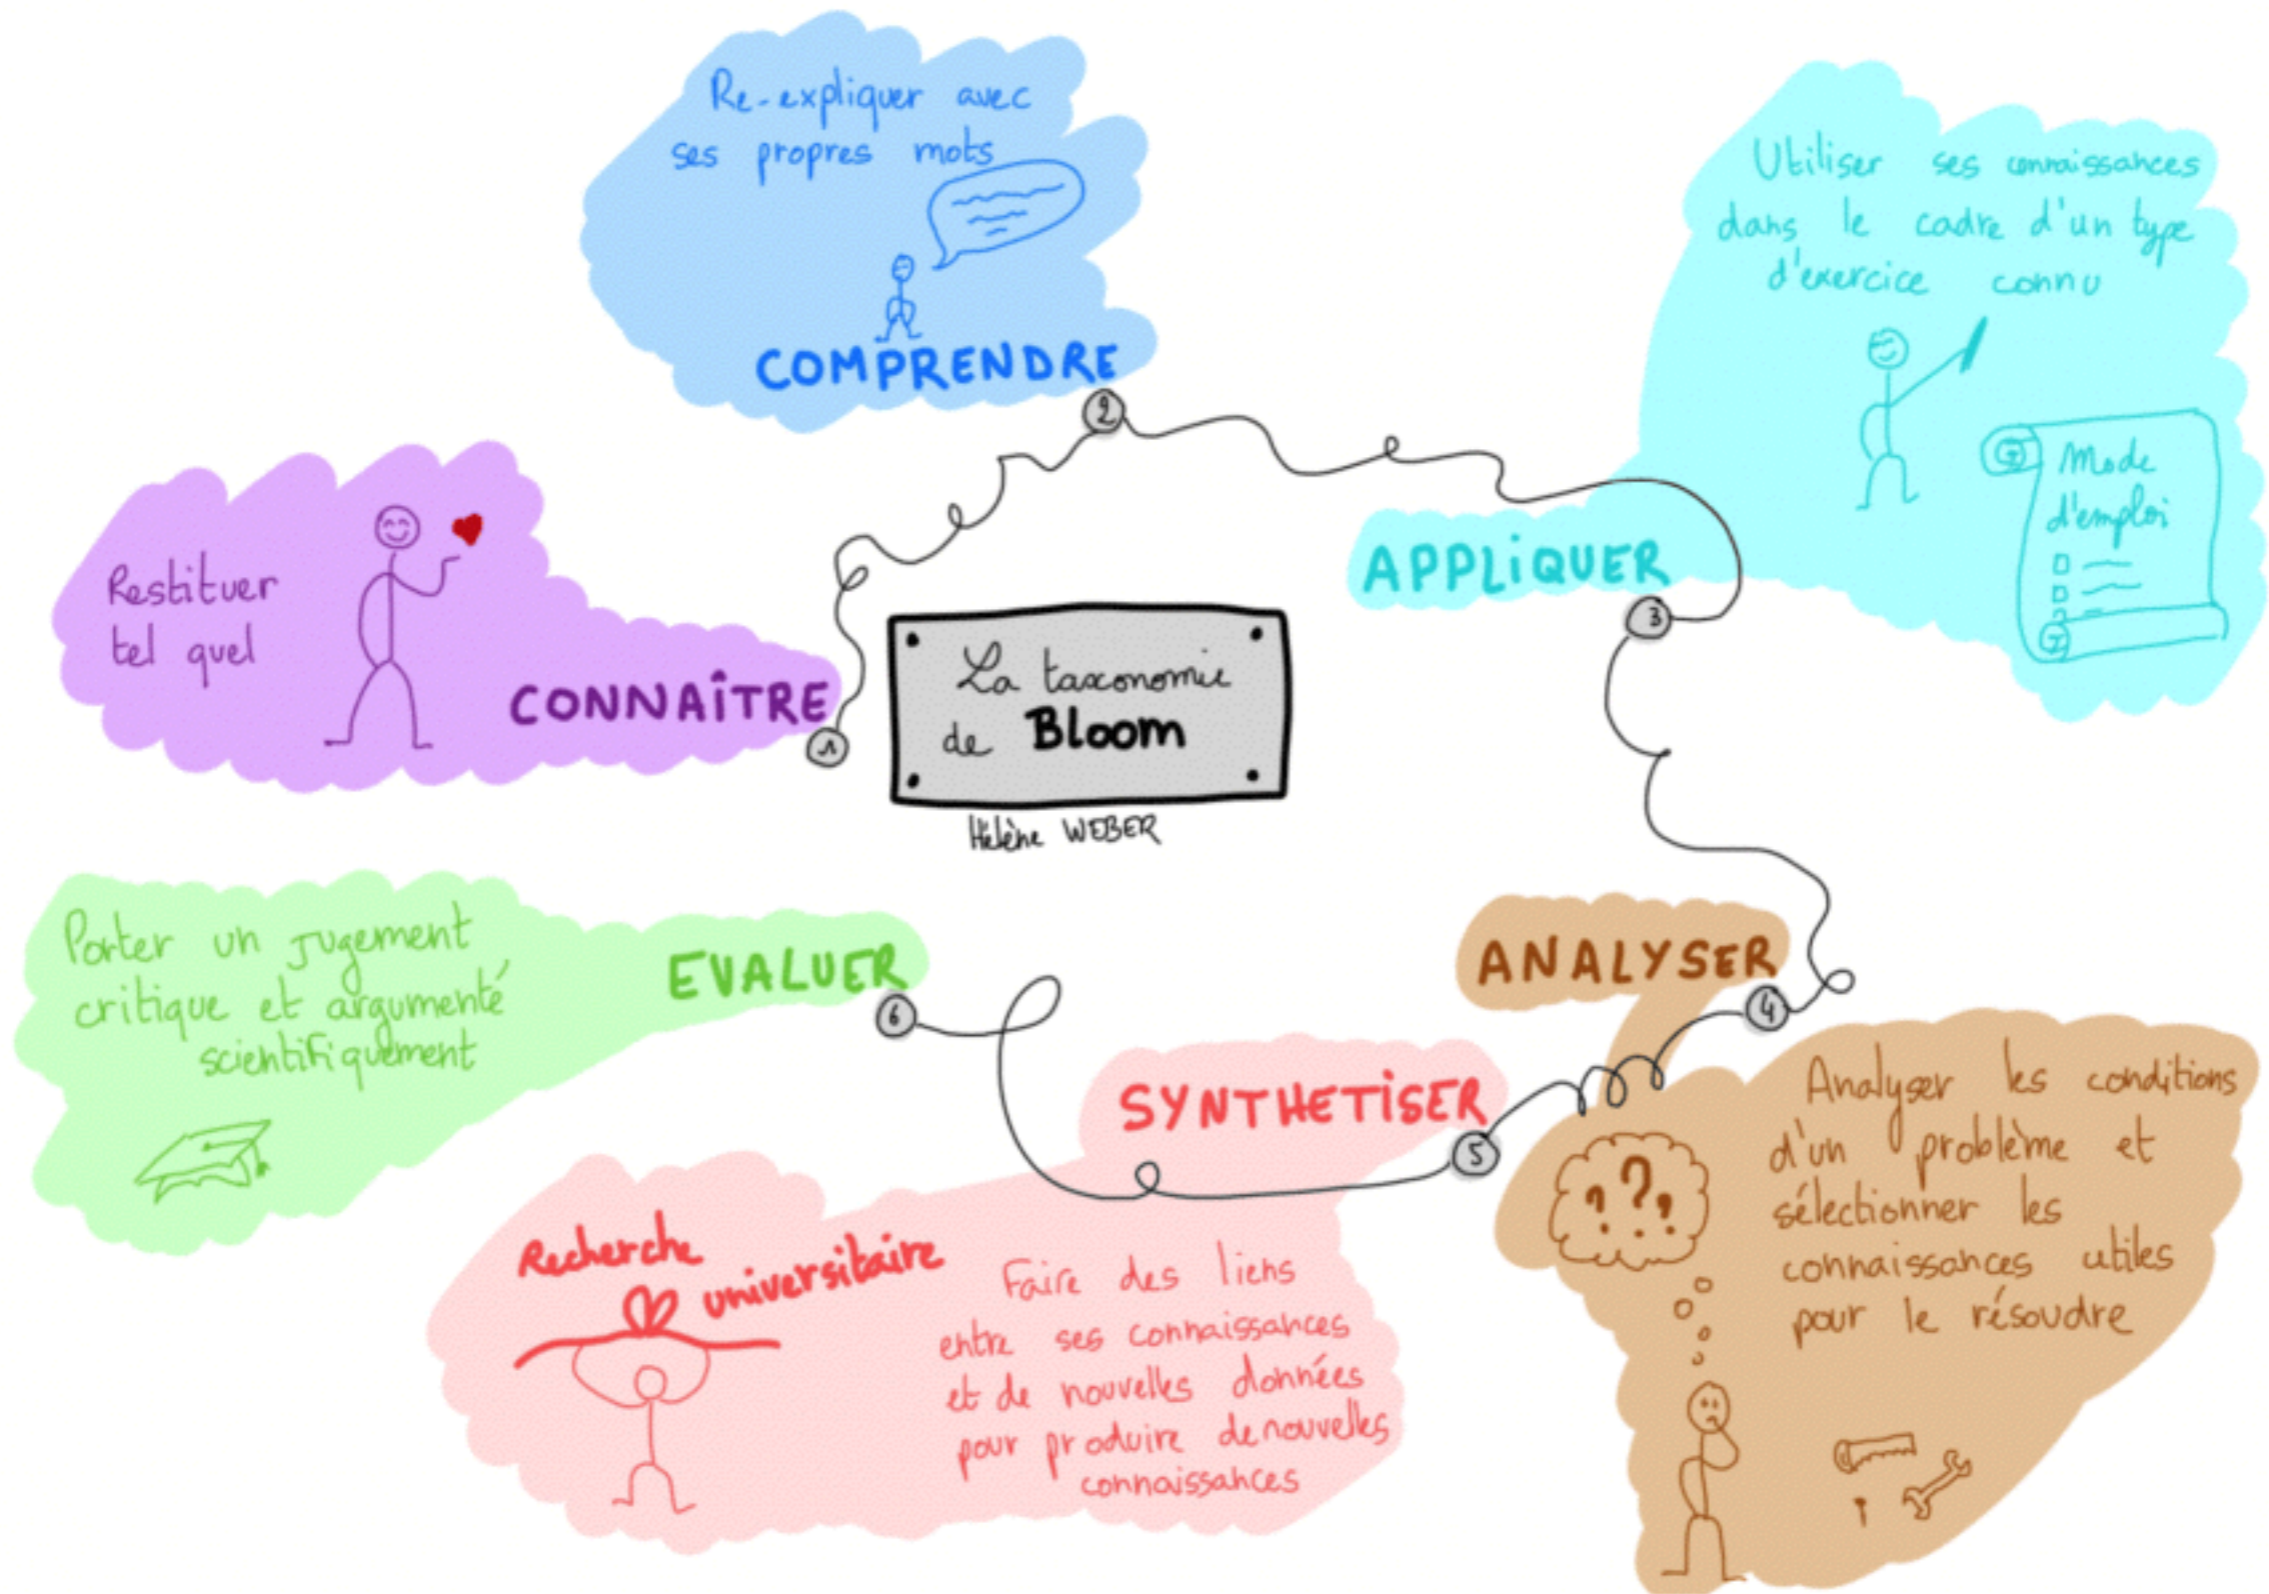 La taxonomie
de Bloom
Hélène WEBER
1
CONNAÎTRE
Restituer
tel quel
2
COMPRENDRE
Re-expliquer avec
ses propres mots
3
APPLIQUER
Utiliser ses connaissances
dans le cadre d'un type
d'exercice connu
Mode
d'emploi
4
ANALYSER
Analyser les conditions
d'un problème et
sélectionner les
connaissances utiles
pour le résoudre
? ? ?
5
SYNTHETISER
Recherche
universitaire
Faire des liens
entre ses connaissances
et de nouvelles données
pour produire de nouvelles
connaissances
6
EVALUER
Porter un jugement
critique et argumenté
scientifiquement